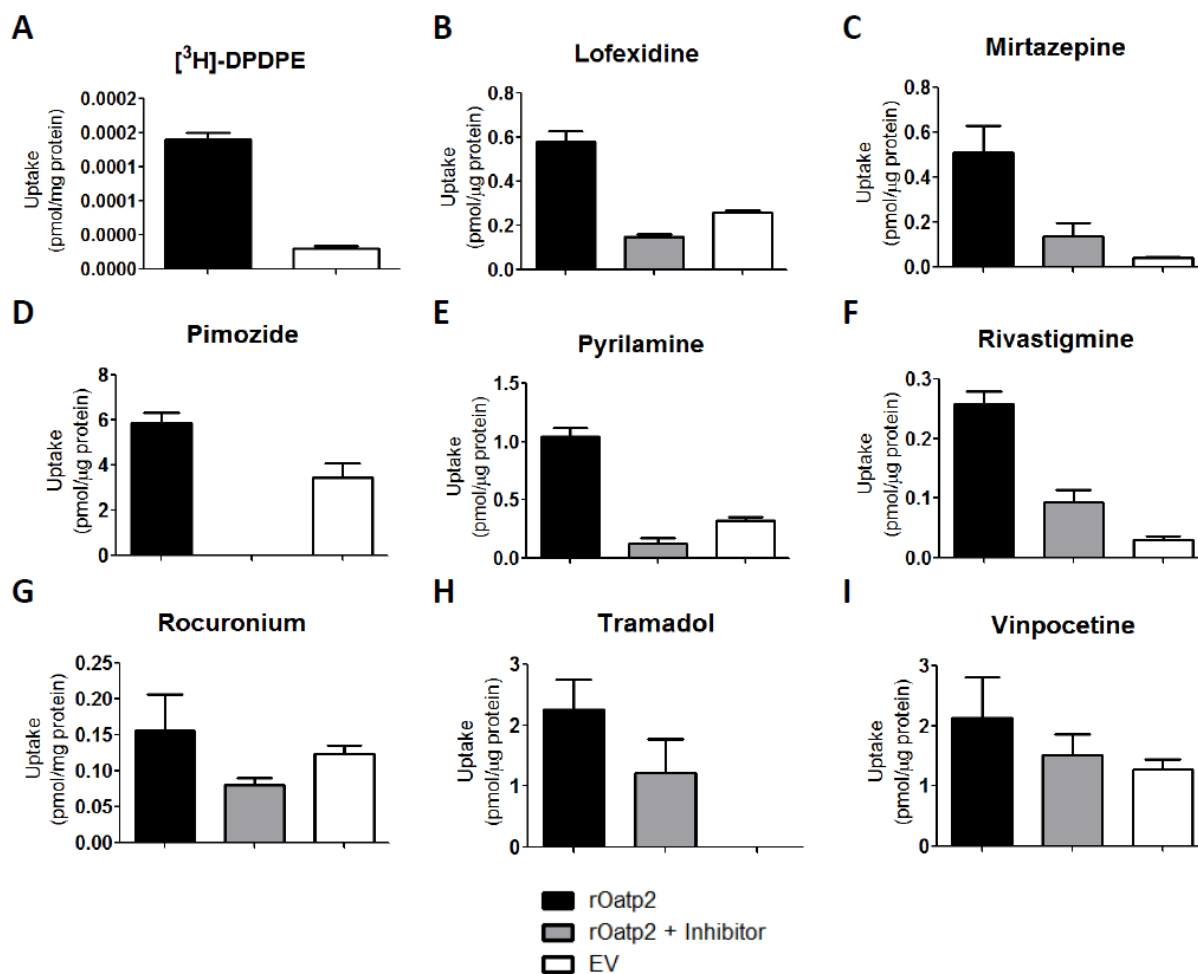 A
[³H]-DPDPE
Uptake
(pmol/mg protein)
0.0002
0.0002
0.0001
0.0001
0.0000
0.0000
B
Lofexidine
Uptake
(pmol/µg protein)
0.8
0.6
0.4
0.2
0.0
C
Mirtazepine
Uptake
(pmol/µg protein)
0.8
0.6
0.4
0.2
0.0
D
Pimozide
Uptake
(pmol/µg protein)
8
6
4
2
0
E
Pyrilamine
Uptake
(pmol/µg protein)
1.5
1.0
0.5
0.0
F
Rivastigmine
Uptake
(pmol/µg protein)
0.3
0.2
0.1
0.0
G
Rocuronium
Uptake
(pmol/mg protein)
0.25
0.20
0.15
0.10
0.05
0.00
H
Tramadol
Uptake
(pmol/µg protein)
3
2
1
0
I
Vinpocetine
Uptake
(pmol/µg protein)
3
2
1
0
rOatp2
rOatp2 + Inhibitor
EV